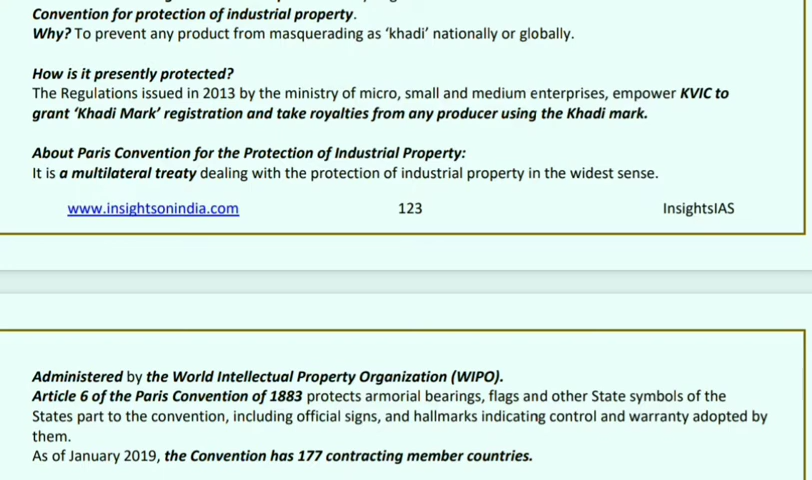 Convention for protection of industrial property.
Why? To prevent any product from masquerading as ‘khadi’ nationally or globally.
How is it presently protected?
The Regulations issued in 2013 by the ministry of micro, small and medium enterprises, empower KVIC to
grant ‘Khadi Mark’ registration and take royalties from any producer using the Khadi mark.
About Paris Convention for the Protection of Industrial Property:
It is a multilateral treaty dealing with the protection of industrial property in the widest sense.
www.insightsonindia.com 123 InsightsIAS
Administered by the World Intellectual Property Organization (WIPO).
Article 6 of the Paris Convention of 1883 protects armorial bearings, flags and other State symbols of the
States part to the convention, including official signs, and hallmarks indicating control and warranty adopted by
them.
As of January 2019, the Convention has 177 contracting member countries.